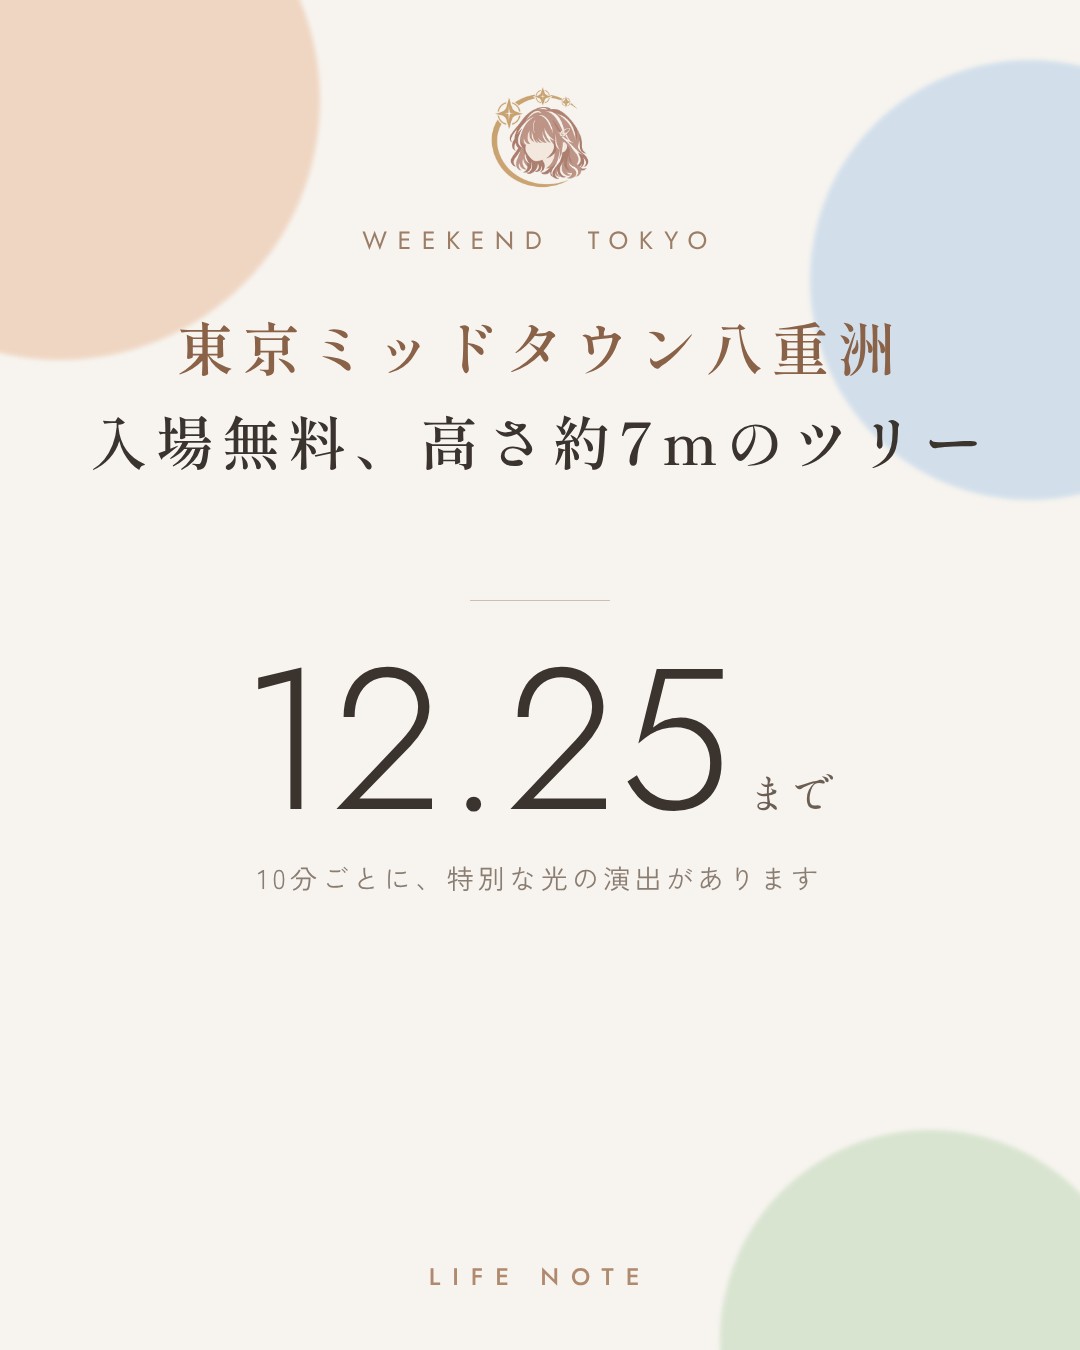 WEEKEND TOKYO
東京ミッドタウン八重洲
入場無料、高さ約7mのツリー
12.25 まで
10分ごとに、特別な光の演出があります
LIFE NOTE